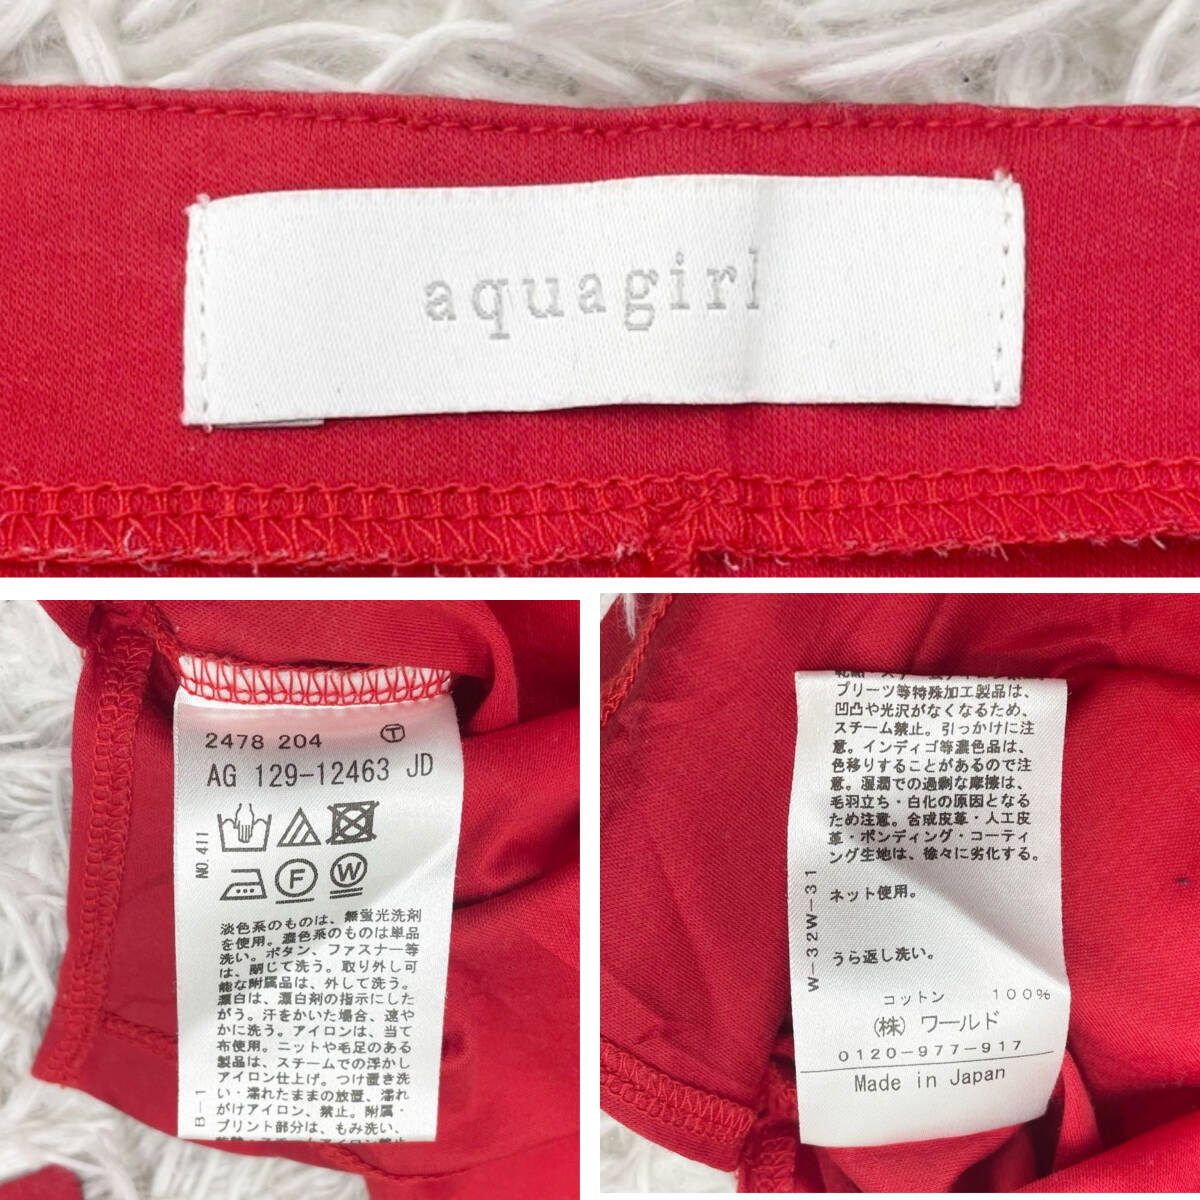 aquagirl
2478 204 Ⓣ
AG 129-12463 JD
NO.411
F
W
淡色系のものは、無蛍光洗剤
を使用。濃色系のものは単品
洗い。ボタン、ファスナー等
は、閉じて洗う。取り外し可
能な附属品は、外して洗う。
漂白は、漂白剤の指示にした
がう。汗をかいた場合、速や
かに洗う。アイロンは、当て
布使用。ニットや毛足のある
製品は、スチームでの浮かし
アイロン仕上げ。つけ置き洗
い・濡れたままの放置、濡れ
がけアイロン、禁止。附属・
プリント部分は、もみ洗い、
B-1
プリーツ等特殊加工製品は、
凹凸や光沢がなくなるため、
スチーム禁止。引っかけに注
意。インディゴ等濃色品は、
色移りすることがあるので注
意。湿潤での過剰な摩擦は、
毛羽立ち・白化の原因となる
ため注意。合成皮革・人工皮
革・ボンディング・コーティ
ング生地は、徐々に劣化する。
ネット使用。
うら返し洗い。
W-32W-31
コットン 100%
(株) ワールド
0120-977-917
Made in Japan